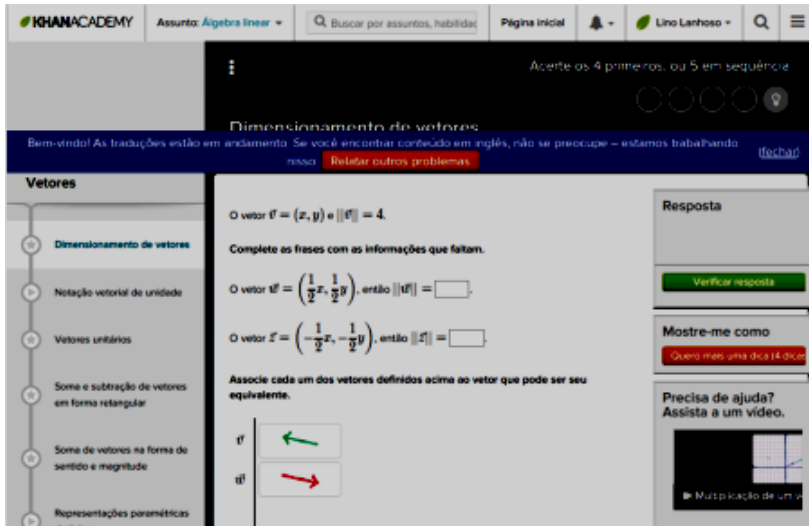 KHANACADEMY
Assunto: Álgebra linear
Buscar por assuntos, habilidad
Página inicial
Lino Lanhoso
Acerte os 4 primeiros, ou 5 em sequência
Dimensionamento de vetores
Bem-vindo! As traduções estão em andamento. Se você encontrar conteúdo em inglês, não se preocupe – estamos trabalhando
nisso. Relatar outros problemas
(fechar)
Vetores
Dimensionamento de vetores
Notação vetorial de unidade
Vetores unitários
Soma e subtração de vetores
em forma retangular
Soma de vetores na forma de
sentido e magnitude
Representações paramétricas
O vetor v⃗ = (x, y) e ||v⃗|| = 4.
Complete as frases com as informações que faltam.
O vetor w⃗ = (1/2 x, 1/2 y), então ||w⃗|| = .
O vetor z⃗ = (-1/2 x, -1/2 y), então ||z⃗|| = .
Associe cada um dos vetores definidos acima ao vetor que pode ser seu
equivalente.
v⃗
w⃗
Resposta
Verificar resposta
Mostre-me como
Quero mais uma dica (4 dicas
Precisa de ajuda?
Assista a um vídeo.
Multiplicação de um v